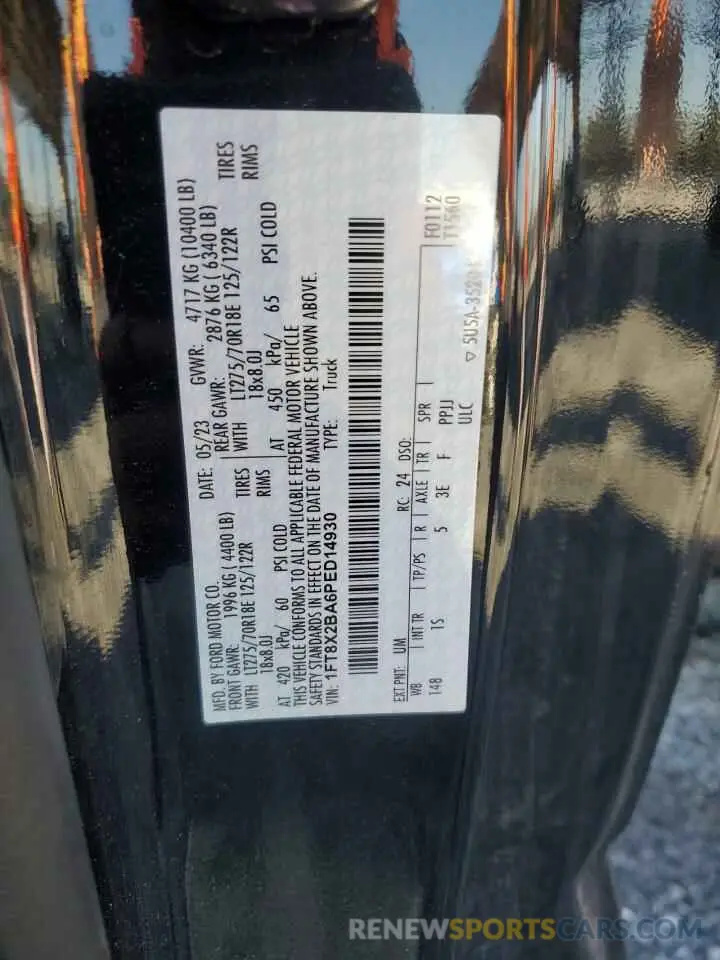 MFD. BY FORD MOTOR CO. DATE: 05/23 GVWR: 4717 KG (10400 LB)
FRONT GAWR: 1996 KG ( 4400 LB) REAR GAWR: 2876 KG ( 6340 LB)
WITH LT275/70R18E 125/122R TIRES WITH LT275/70R18E 125/122R TIRES
18x8.0J RIMS 18x8.0J RIMS
AT 420 kPa/ 60 PSI COLD AT 450 kPa/ 65 PSI COLD
THIS VEHICLE CONFORMS TO ALL APPLICABLE FEDERAL MOTOR VEHICLE
SAFETY STANDARDS IN EFFECT ON THE DATE OF MANUFACTURE SHOWN ABOVE.
VIN: 1FT8X2BA6PED14930 TYPE: Truck
EXT PNT: UM RC: 24 DSO: F0112
WB INT TR TP/PS R AXLE TR SPR T1560
148 1S 5 3E F PPJJ
ULC
RENEWSPORTSCARS.COM